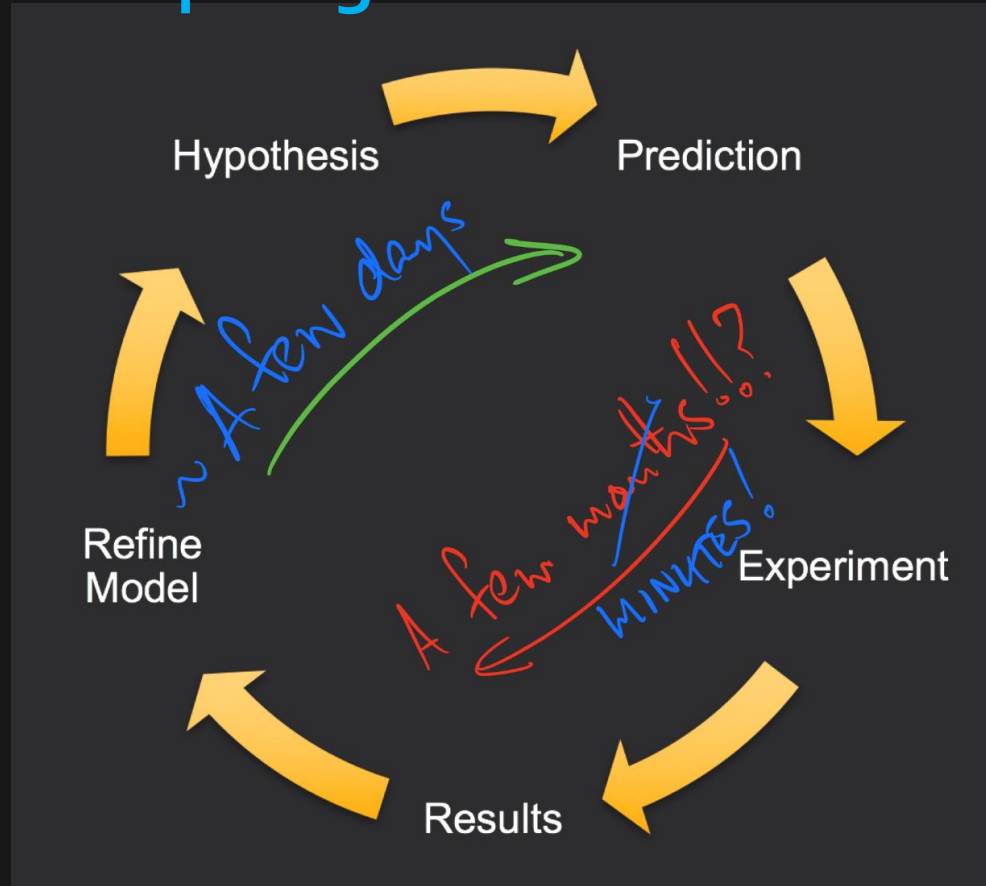 Hypothesis
Prediction
~ A few days
A few months!!?
MINUTES!
Experiment
Refine
Model
Results